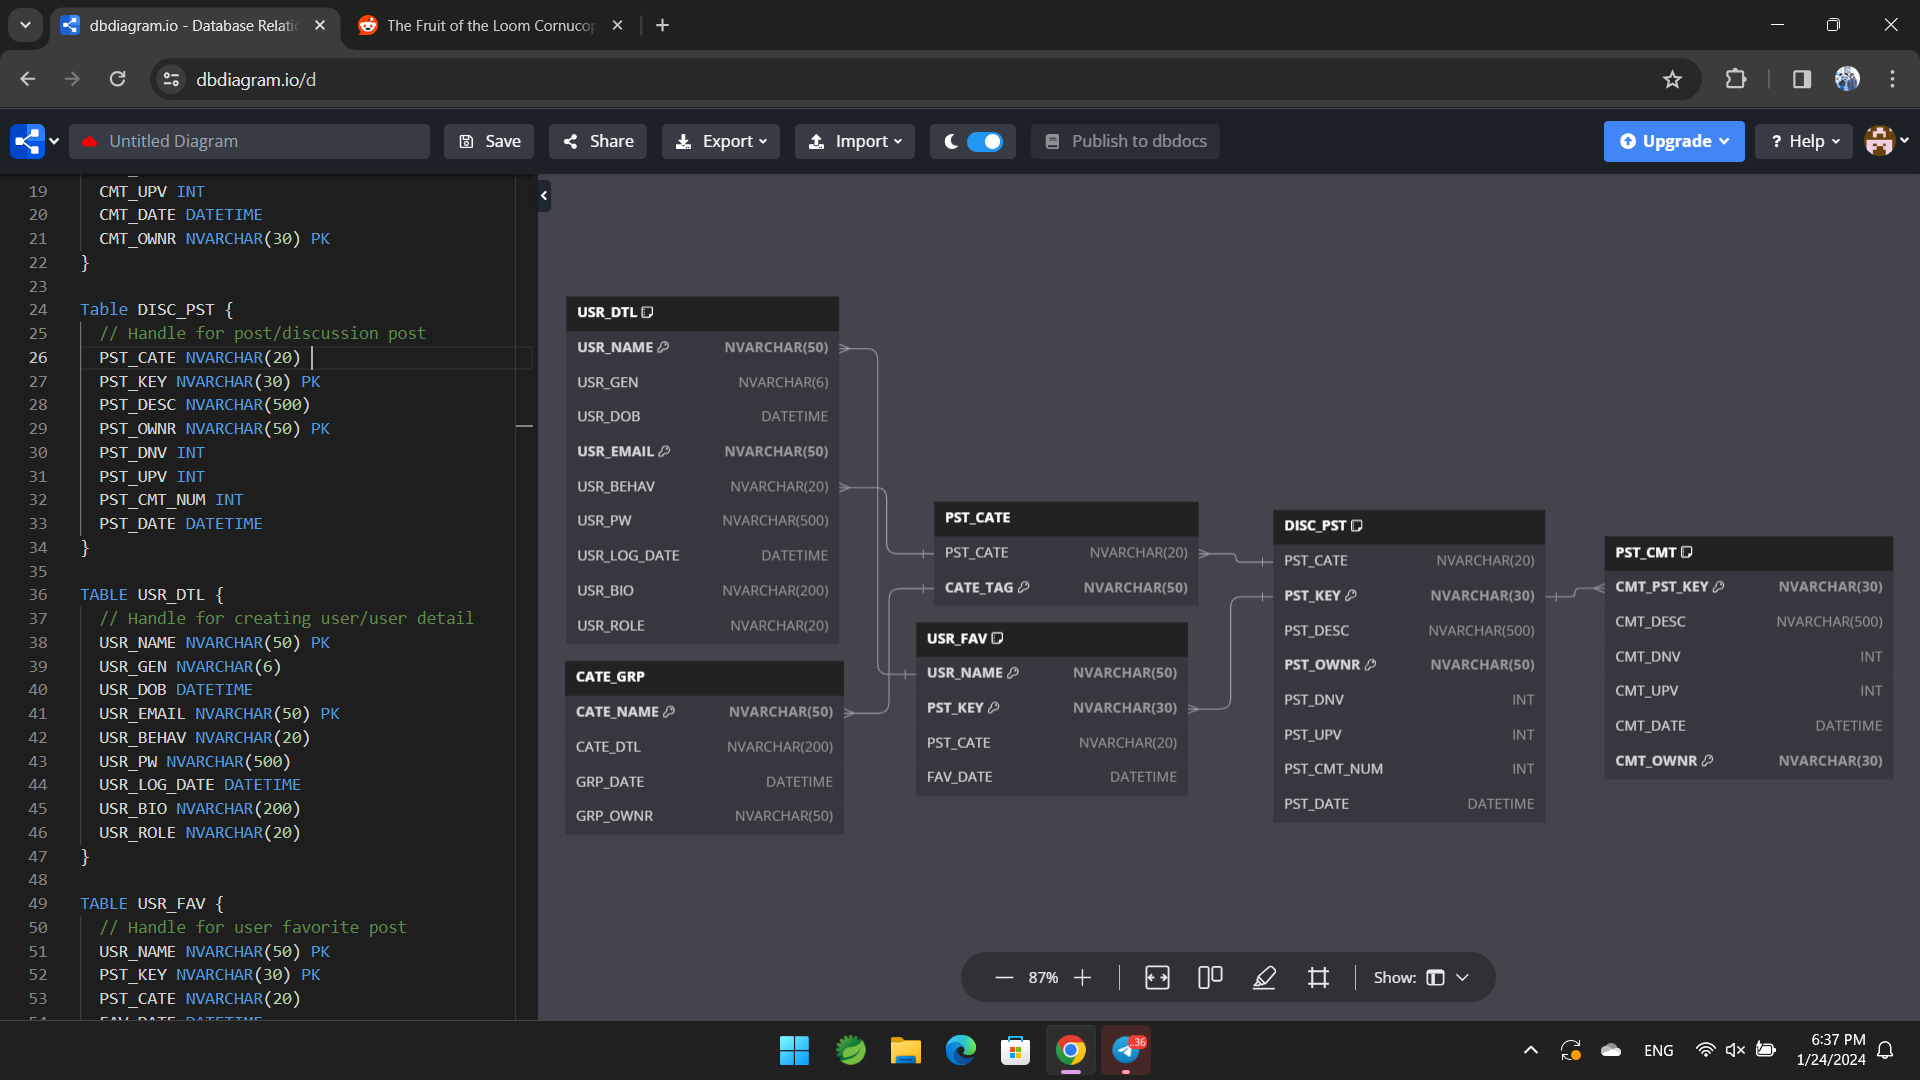 dbdiagram.io - Database Relati
The Fruit of the Loom Cornucop
dbdiagram.io/d
Untitled Diagram
Save
Share
Export
Import
Publish to dbdocs
Upgrade
? Help
19 CMT_UPV INT
20 CMT_DATE DATETIME
21 CMT_OWNR NVARCHAR(30) PK
22 }
23
24 Table DISC_PST {
25 // Handle for post/discussion post
26 PST_CATE NVARCHAR(20)
27 PST_KEY NVARCHAR(30) PK
28 PST_DESC NVARCHAR(500)
29 PST_OWNR NVARCHAR(50) PK
30 PST_DNV INT
31 PST_UPV INT
32 PST_CMT_NUM INT
33 PST_DATE DATETIME
34 }
35
36 TABLE USR_DTL {
37 // Handle for creating user/user detail
38 USR_NAME NVARCHAR(50) PK
39 USR_GEN NVARCHAR(6)
40 USR_DOB DATETIME
41 USR_EMAIL NVARCHAR(50) PK
42 USR_BEHAV NVARCHAR(20)
43 USR_PW NVARCHAR(500)
44 USR_LOG_DATE DATETIME
45 USR_BIO NVARCHAR(200)
46 USR_ROLE NVARCHAR(20)
47 }
48
49 TABLE USR_FAV {
50 // Handle for user favorite post
51 USR_NAME NVARCHAR(50) PK
52 PST_KEY NVARCHAR(30) PK
53 PST_CATE NVARCHAR(20)
54 FAV_DATE DATETIME
USR_DTL
USR_NAME NVARCHAR(50)
USR_GEN NVARCHAR(6)
USR_DOB DATETIME
USR_EMAIL NVARCHAR(50)
USR_BEHAV NVARCHAR(20)
USR_PW NVARCHAR(500)
USR_LOG_DATE DATETIME
USR_BIO NVARCHAR(200)
USR_ROLE NVARCHAR(20)
CATE_GRP
CATE_NAME NVARCHAR(50)
CATE_DTL NVARCHAR(200)
GRP_DATE DATETIME
GRP_OWNR NVARCHAR(50)
PST_CATE
PST_CATE NVARCHAR(20)
CATE_TAG NVARCHAR(50)
USR_FAV
USR_NAME NVARCHAR(50)
PST_KEY NVARCHAR(30)
PST_CATE NVARCHAR(20)
FAV_DATE DATETIME
DISC_PST
PST_CATE NVARCHAR(20)
PST_KEY NVARCHAR(30)
PST_DESC NVARCHAR(500)
PST_OWNR NVARCHAR(50)
PST_DNV INT
PST_UPV INT
PST_CMT_NUM INT
PST_DATE DATETIME
PST_CMT
CMT_PST_KEY NVARCHAR(30)
CMT_DESC NVARCHAR(500)
CMT_DNV INT
CMT_UPV INT
CMT_DATE DATETIME
CMT_OWNR NVARCHAR(30)
87%
Show:
..36
ENG
6:37 PM
1/24/2024